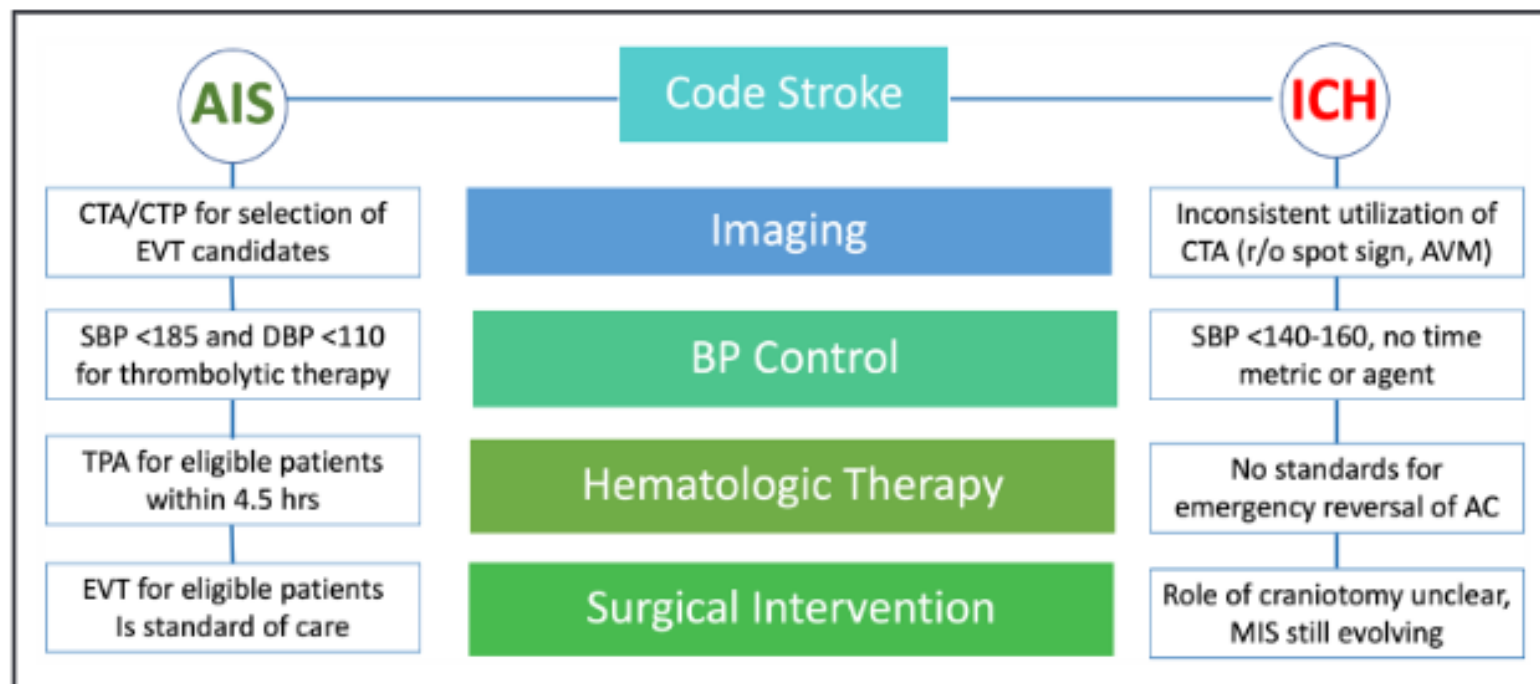 AIS
Code Stroke
ICH
CTA/CTP for selection of
EVT candidates
Imaging
Inconsistent utilization of
CTA (r/o spot sign, AVM)
SBP <185 and DBP <110
for thrombolytic therapy
BP Control
SBP <140-160, no time
metric or agent
TPA for eligible patients
within 4.5 hrs
Hematologic Therapy
No standards for
emergency reversal of AC
EVT for eligible patients
Is standard of care
Surgical Intervention
Role of craniotomy unclear,
MIS still evolving